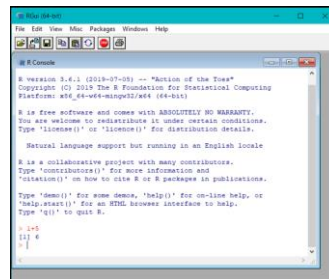 RGui (64-bit)
File Edit View Misc Packages Windows Help
R Console
R version 3.6.1 (2019-07-05) -- "Action of the Toes"
Copyright (C) 2019 The R Foundation for Statistical Computing
Platform: x86_64-w64-mingw32/x64 (64-bit)
R is free software and comes with ABSOLUTELY NO WARRANTY.
You are welcome to redistribute it under certain conditions.
Type 'license()' or 'licence()' for distribution details.
Natural language support but running in an English locale
R is a collaborative project with many contributors.
Type 'contributors()' for more information and
'citation()' on how to cite R or R packages in publications.
Type 'demo()' for some demos, 'help()' for on-line help, or
'help.start()' for an HTML browser interface to help.
Type 'q()' to quit R.
> 1+5
[1] 6
>